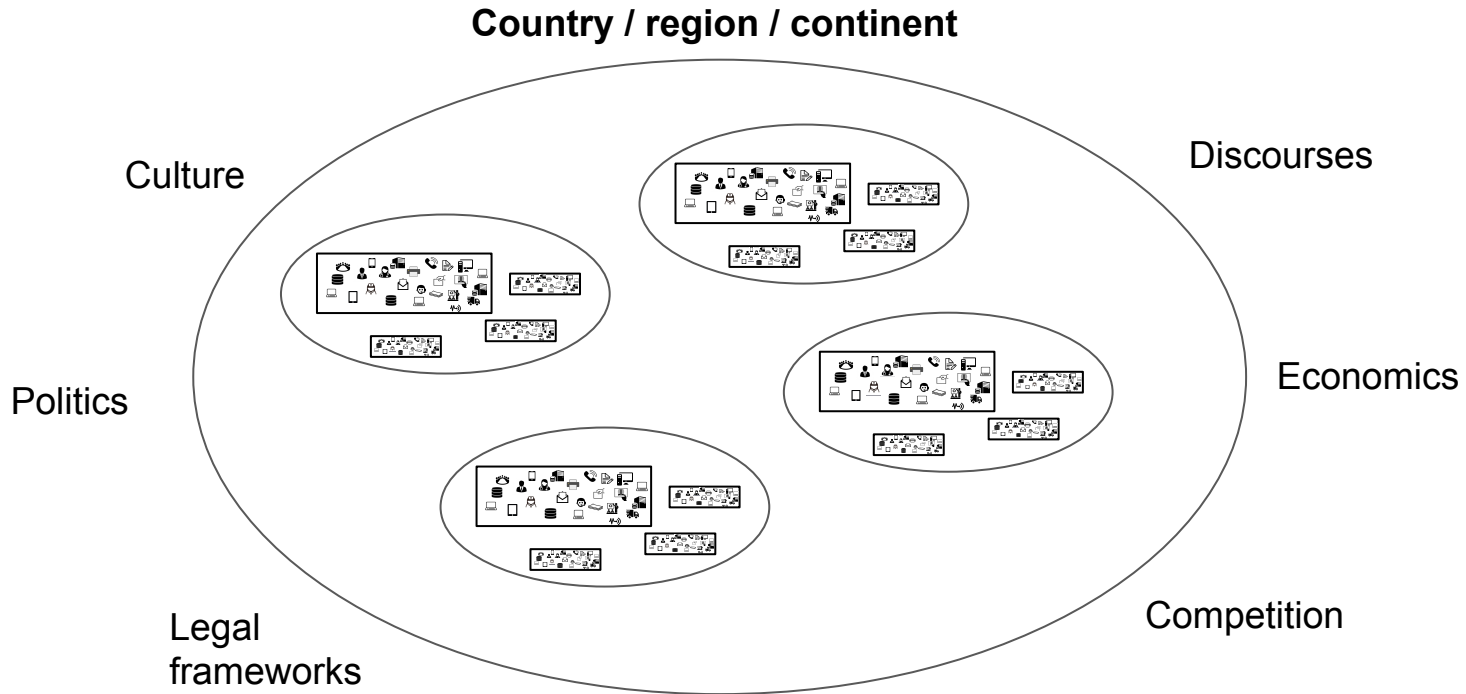 Country / region / continent
Culture
Discourses
Politics
Economics
Legal
frameworks
Competition